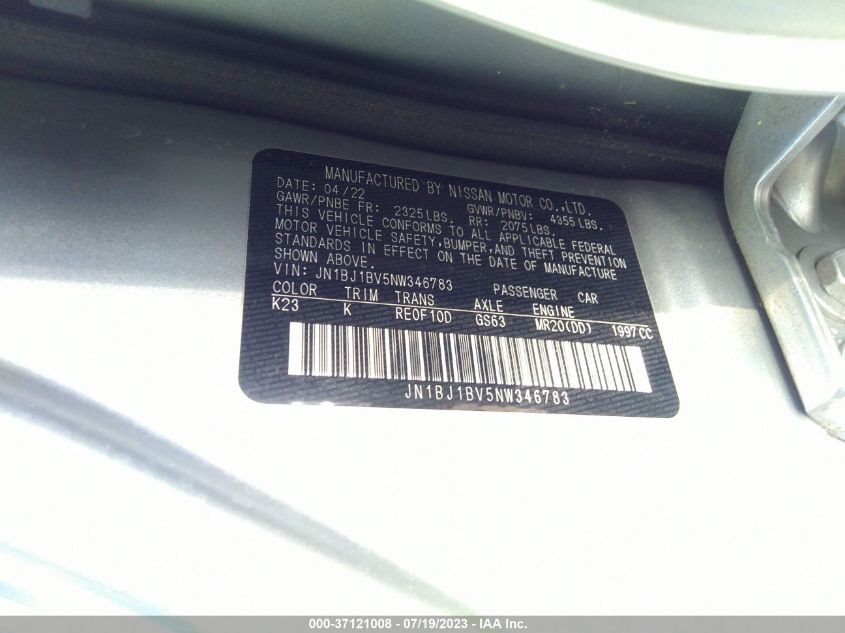 MANUFACTURED BY NISSAN MOTOR CO.,LTD.
DATE: 04/22 GVWR/PNBV: 4355LBS.
GAWR/PNBE FR: 2325LBS. RR: 2075LBS.
THIS VEHICLE CONFORMS TO ALL APPLICABLE FEDERAL
MOTOR VEHICLE SAFETY,BUMPER,AND THEFT PREVENTION
STANDARDS IN EFFECT ON THE DATE OF MANUFACTURE
SHOWN ABOVE.
VIN: JN1BJ1BV5NW346783 PASSENGER CAR
COLOR TRIM TRANS AXLE ENGINE
K23 K RE0F10D GS63 MR20(DD) 1997CC
JN1BJ1BV5NW346783
000-37121008 - 07/19/2023 - IAA Inc.